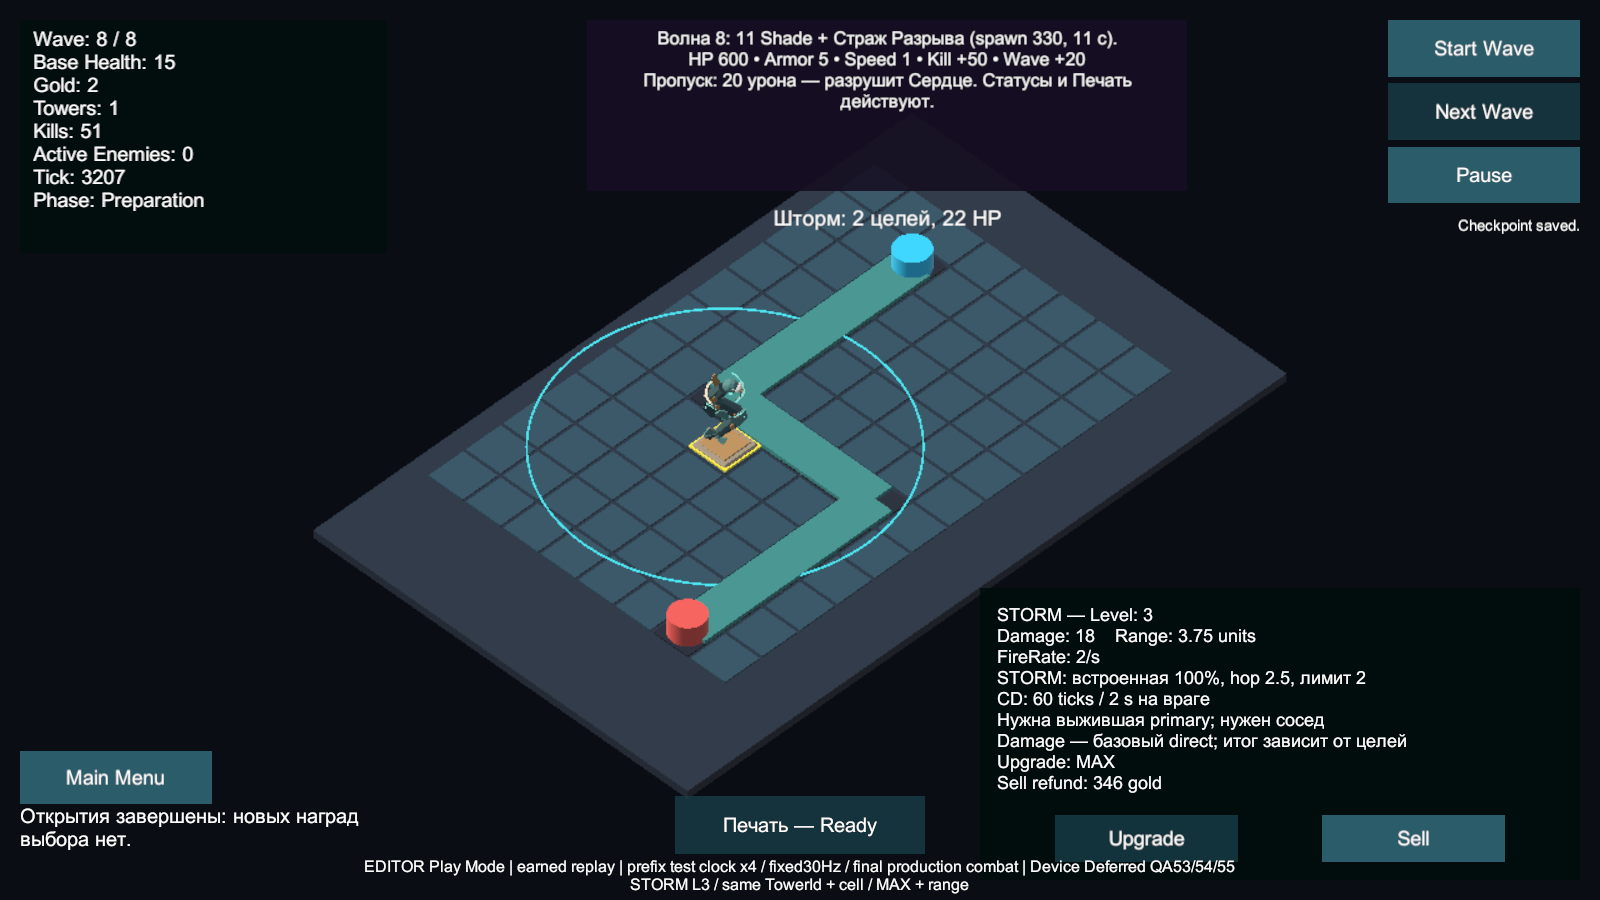 Wave: 8 / 8
Base Health: 15
Gold: 2
Towers: 1
Kills: 51
Active Enemies: 0
Tick: 3207
Phase: Preparation
Волна 8: 11 Shade + Страж Разрыва (spawn 330, 11 с).
HP 600 • Armor 5 • Speed 1 • Kill +50 • Wave +20
Пропуск: 20 урона — разрушит Сердце. Статусы и Печать
действуют.
Start Wave
Next Wave
Pause
Checkpoint saved.
Шторм: 2 целей, 22 HP
STORM — Level: 3
Damage: 18    Range: 3.75 units
FireRate: 2/s
STORM: встроенная 100%, hop 2.5, лимит 2
CD: 60 ticks / 2 s на враге
Нужна выжившая primary; нужен сосед
Damage — базовый direct; итог зависит от целей
Upgrade: MAX
Sell refund: 346 gold
Upgrade
Sell
Main Menu
Открытия завершены: новых наград
выбора нет.
Печать — Ready
EDITOR Play Mode | earned replay | prefix test clock x4 / fixed30Hz / final production combat | Device Deferred QA53/54/55
STORM L3 / same TowerId + cell / MAX + range